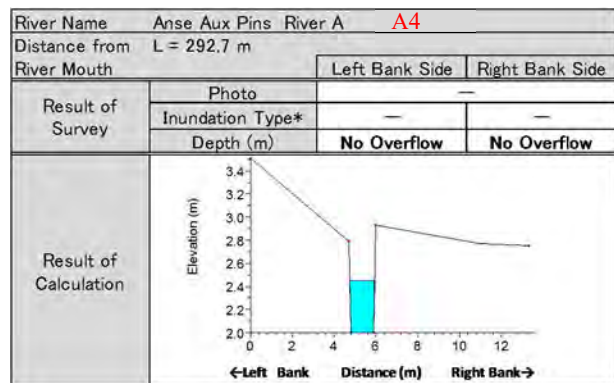 River Name Anse Aux Pins River A A4
Distance from L = 292.7 m
River Mouth Left Bank Side Right Bank Side
Result of Survey Photo —
Inundation Type* — —
Depth (m) No Overflow No Overflow
Result of Calculation
Elevation (m)
3.4
3.2
3.0
2.8
2.6
2.4
2.2
2.0
0 2 4 6 8 10 12
←Left Bank Distance (m) Right Bank→